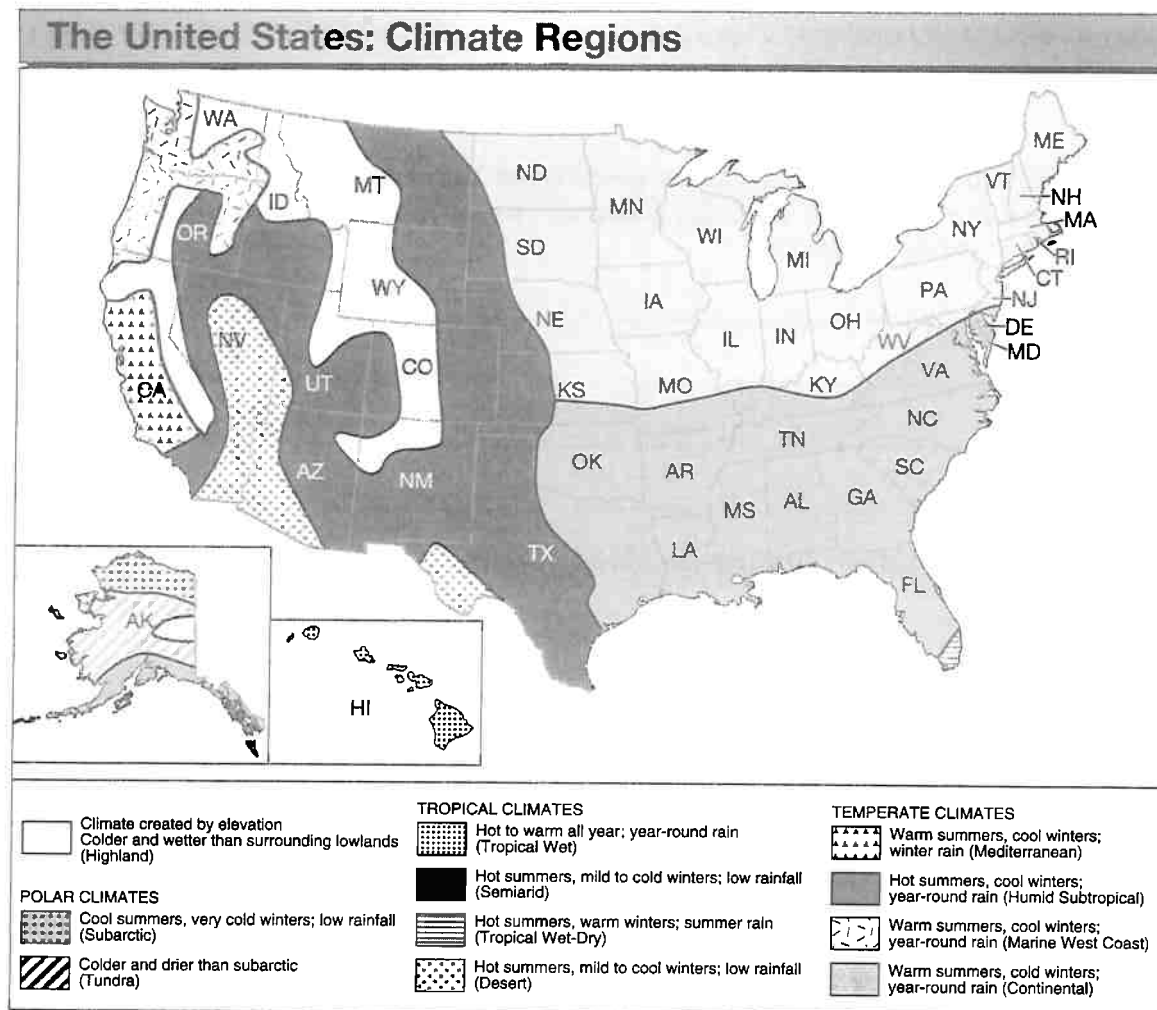 The United States: Climate Regions
WA
ME
MT
ND
VT
ID
MN
NH
MA
OR
NY
WI
SD
MI
RI
CT
WY
PA
IA
NJ
NE
OH
NV
IL
IN
DE
WV
MD
CO
UT
VA
CA
KS
MO
KY
NC
TN
OK
AR
SC
AZ
NM
GA
MS
AL
TX
LA
FL
AK
HI
Climate created by elevation
Colder and wetter than surrounding lowlands
(Highland)
POLAR CLIMATES
Cool summers, very cold winters; low rainfall
(Subarctic)
Colder and drier than subarctic
(Tundra)
TROPICAL CLIMATES
Hot to warm all year; year-round rain
(Tropical Wet)
Hot summers, mild to cold winters; low rainfall
(Semiarid)
Hot summers, warm winters; summer rain
(Tropical Wet-Dry)
Hot summers, mild to cool winters; low rainfall
(Desert)
TEMPERATE CLIMATES
Warm summers, cool winters;
winter rain (Mediterranean)
Hot summers, cool winters;
year-round rain (Humid Subtropical)
Warm summers, cool winters;
year-round rain (Marine West Coast)
Warm summers, cold winters;
year-round rain (Continental)